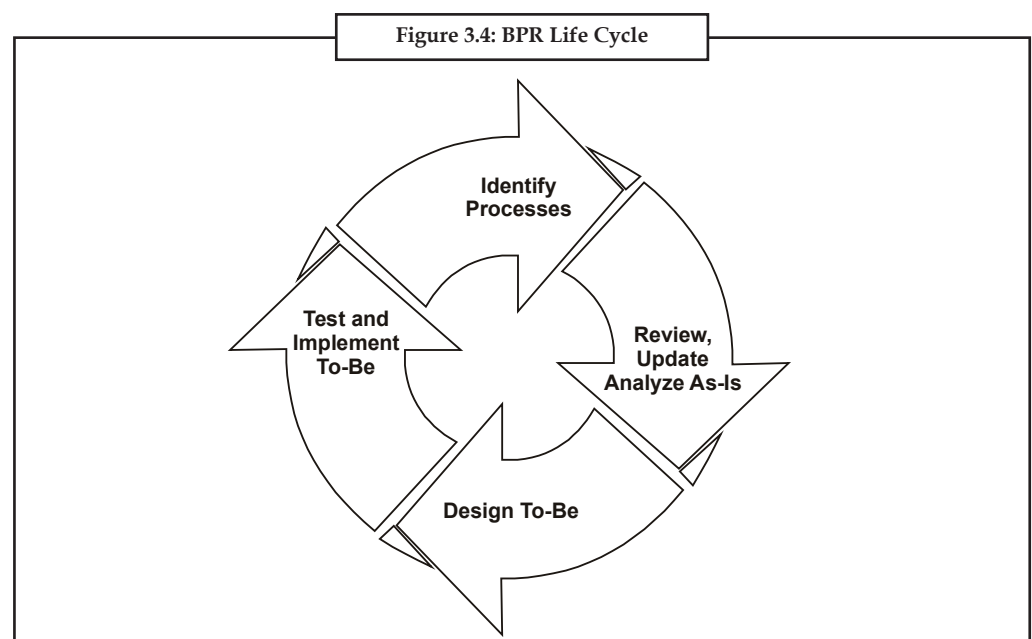 Figure 3.4: BPR Life Cycle
Identify
Processes
Review,
Update
Analyze As-Is
Design To-Be
Test and
Implement
To-Be